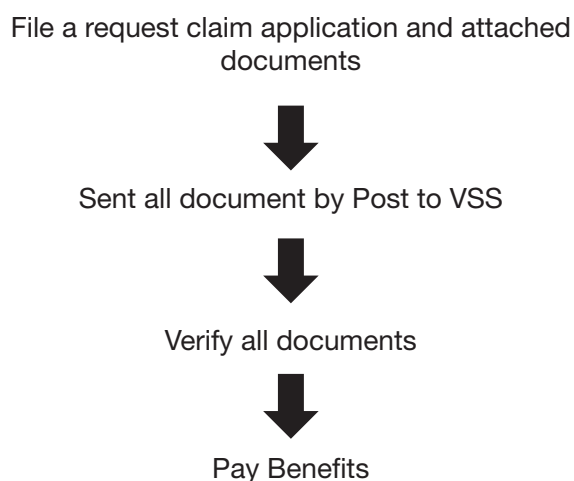 File a request claim application and attached
documents
Sent all document by Post to VSS
Verify all documents
Pay Benefits